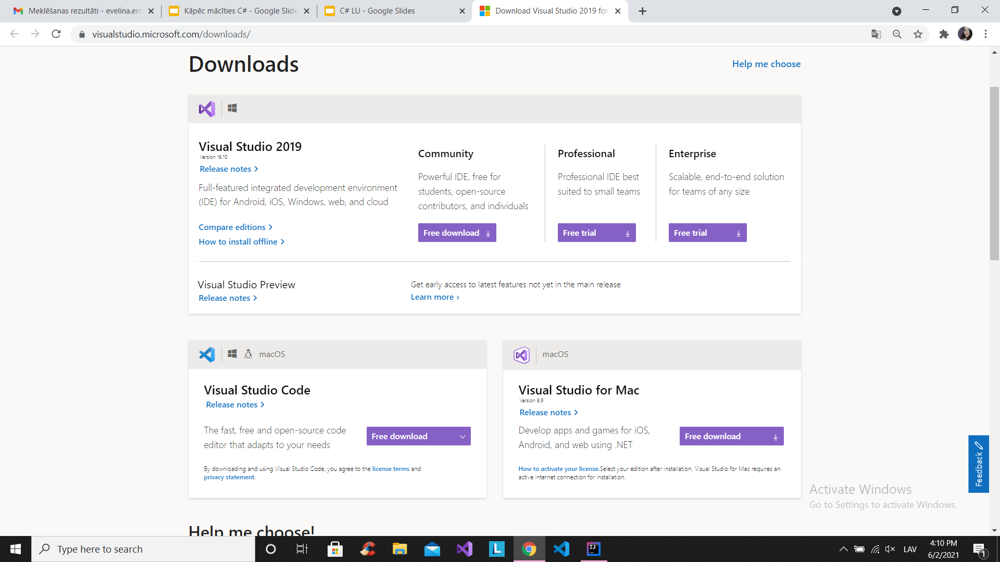 Meklēšanas rezultāti - evelina.erd
Kāpēc mācīties C# - Google Slide
C# LU - Google Slides
Download Visual Studio 2019 for
visualstudio.microsoft.com/downloads/
Downloads
Help me choose
Visual Studio 2019
Version 16.10
Release notes
Full-featured integrated development environment
(IDE) for Android, iOS, Windows, web, and cloud
Compare editions
How to install offline
Community
Powerful IDE, free for
students, open-source
contributors, and individuals
Free download
Professional
Professional IDE best
suited to small teams
Free trial
Enterprise
Scalable, end-to-end solution
for teams of any size
Free trial
Visual Studio Preview
Release notes
Get early access to latest features not yet in the main release
Learn more
macOS
Visual Studio Code
Release notes
The fast, free and open-source code
editor that adapts to your needs
Free download
By downloading and using Visual Studio Code, you agree to the license terms and
privacy statement.
macOS
Visual Studio for Mac
Version 8.9
Release notes
Develop apps and games for iOS,
Android, and web using .NET
Free download
How to activate your license.Select your edition after installation. Visual Studio for Mac requires an
active internet connection for installation.
Feedback
Activate Windows
Go to Settings to activate Windows.
Help me choose!
Type here to search
L
IJ
LAV
4:10 PM
6/2/2021
1